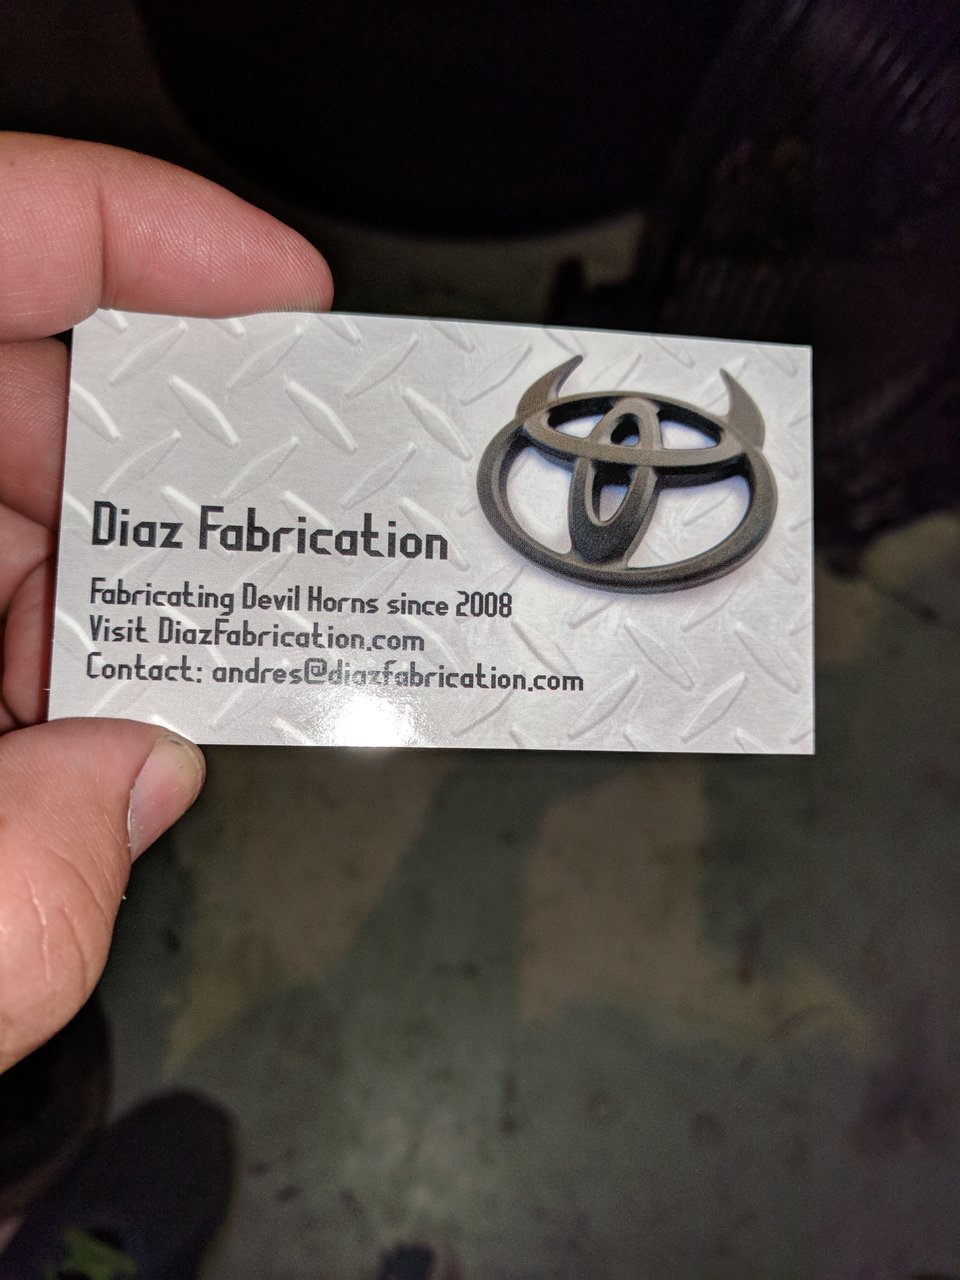 Diaz Fabrication
Fabricating Devil Horns since 2008
Visit DiazFabrication.com
Contact: andres@diazfabrication.com